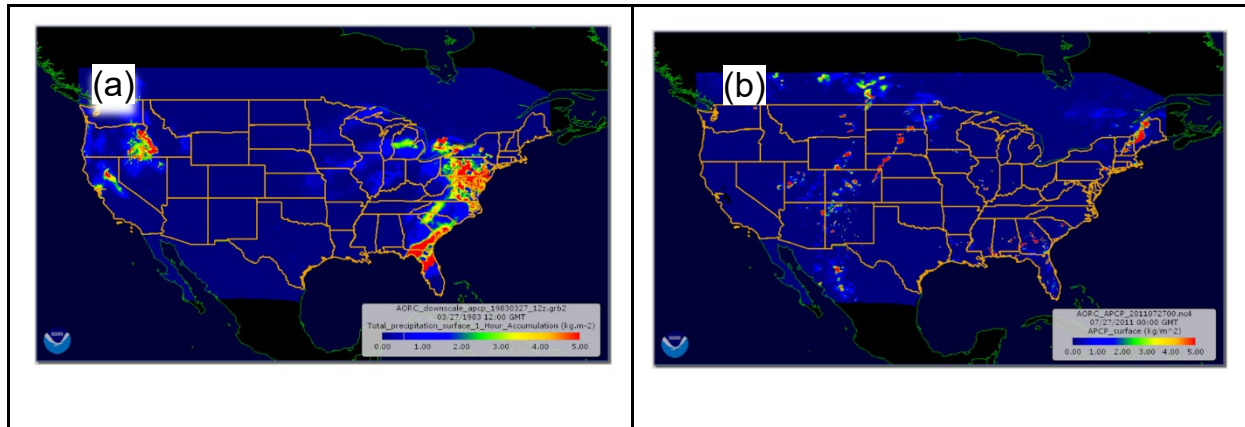 (a)
AORC_downscale_apcp_19830327_12z.grb2
03/27/1983 12:00 GMT
Total_precipitation_surface_1_Hour_Accumulation (kg.m-2)
0.00 1.00 2.00 3.00 4.00 5.00
(b)
AORC_APCP_2011072700.nc4
07/27/2011 00:00 GMT
APCP_surface (kg/m^2)
0.00 1.00 2.00 3.00 4.00 5.00